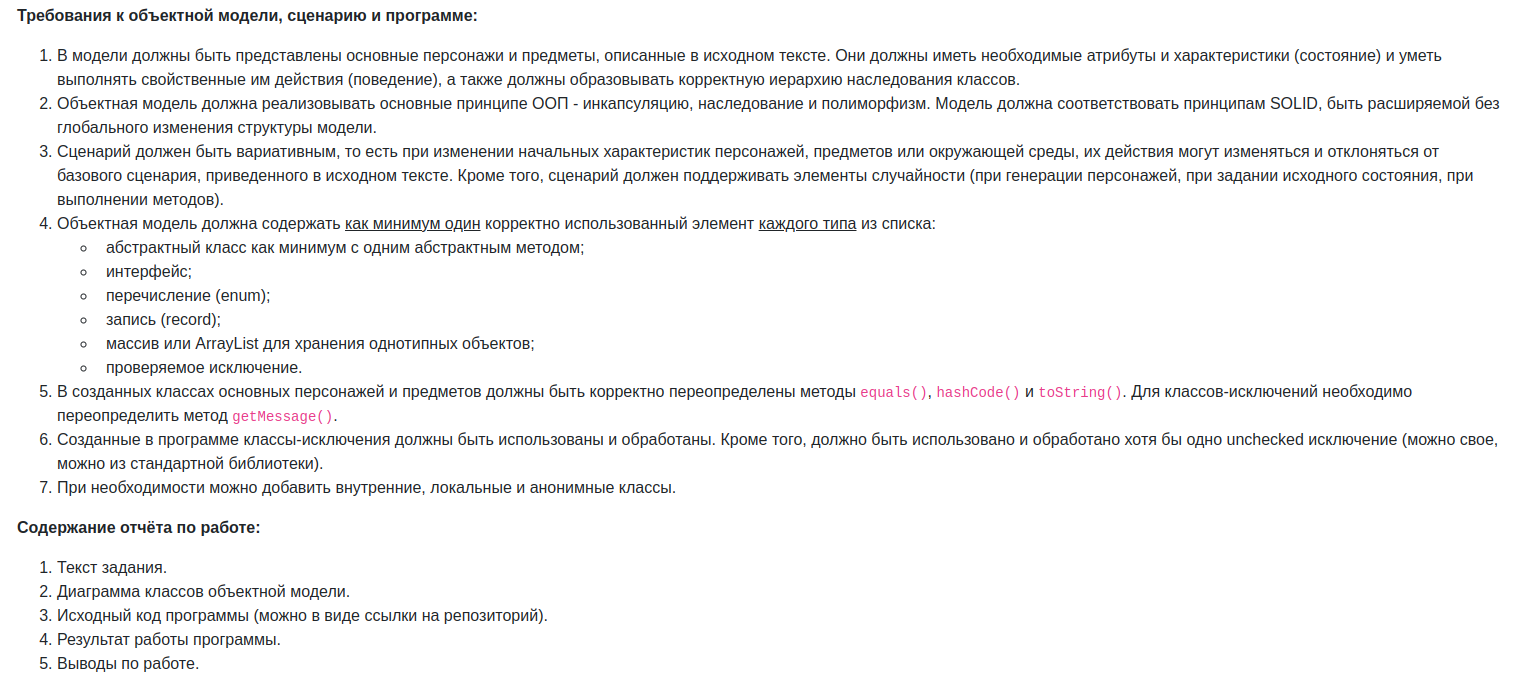 Требования к объектной модели, сценарию и программе:
1. В модели должны быть представлены основные персонажи и предметы, описанные в исходном тексте. Они должны иметь необходимые атрибуты и характеристики (состояние) и уметь
выполнять свойственные им действия (поведение), а также должны образовывать корректную иерархию наследования классов.
2. Объектная модель должна реализовывать основные принципе ООП - инкапсуляцию, наследование и полиморфизм. Модель должна соответствовать принципам SOLID, быть расширяемой без
глобального изменения структуры модели.
3. Сценарий должен быть вариативным, то есть при изменении начальных характеристик персонажей, предметов или окружающей среды, их действия могут изменяться и отклоняться от
базового сценария, приведенного в исходном тексте. Кроме того, сценарий должен поддерживать элементы случайности (при генерации персонажей, при задании исходного состояния, при
выполнении методов).
4. Объектная модель должна содержать как минимум один корректно использованный элемент каждого типа из списка:
◦ абстрактный класс как минимум с одним абстрактным методом;
◦ интерфейс;
◦ перечисление (enum);
◦ запись (record);
◦ массив или ArrayList для хранения однотипных объектов;
◦ проверяемое исключение.
5. В созданных классах основных персонажей и предметов должны быть корректно переопределены методы equals(), hashCode() и toString(). Для классов-исключений необходимо
переопределить метод getMessage().
6. Созданные в программе классы-исключения должны быть использованы и обработаны. Кроме того, должно быть использовано и обработано хотя бы одно unchecked исключение (можно свое,
можно из стандартной библиотеки).
7. При необходимости можно добавить внутренние, локальные и анонимные классы.
Содержание отчёта по работе:
1. Текст задания.
2. Диаграмма классов объектной модели.
3. Исходный код программы (можно в виде ссылки на репозиторий).
4. Результат работы программы.
5. Выводы по работе.